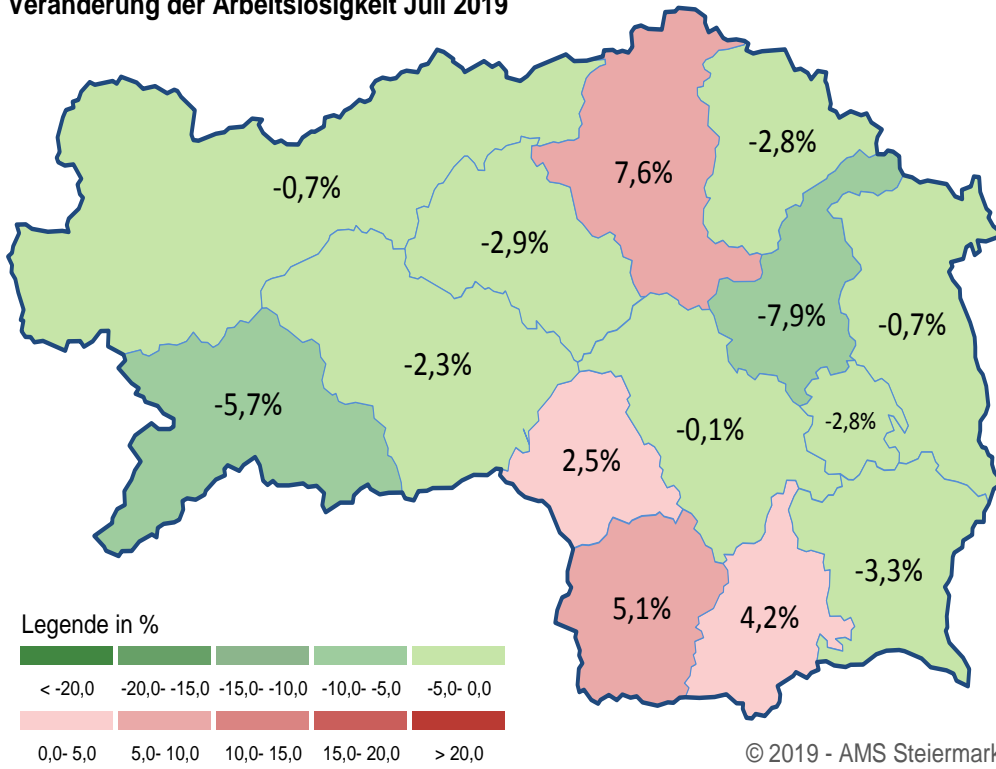 Veränderung der Arbeitslosigkeit Juli 2019
7,6%
-2,8%
-0,7%
-2,9%
-7,9%
-0,7%
-2,3%
-5,7%
-0,1%
-2,8%
2,5%
-3,3%
5,1%
4,2%
Legende in %
< -20,0 -20,0- -15,0 -15,0- -10,0 -10,0- -5,0 -5,0- 0,0
0,0- 5,0 5,0- 10,0 10,0- 15,0 15,0- 20,0 > 20,0
© 2019 - AMS Steiermark